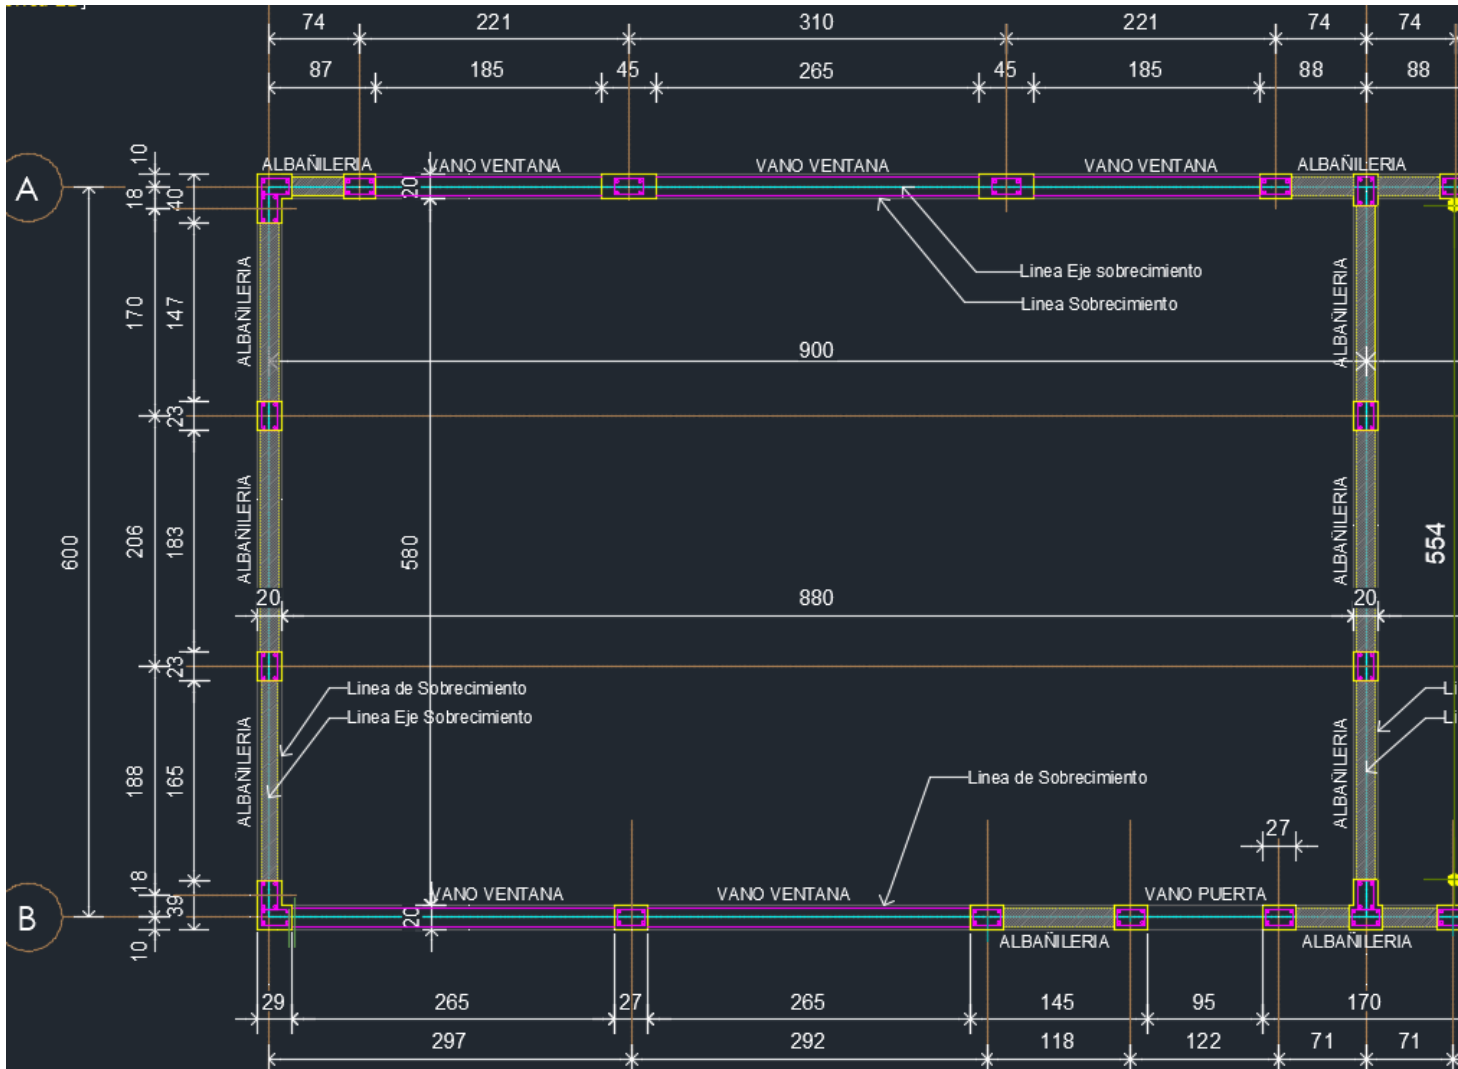 74 221 310 221 74 74
87 185 45 265 45 185 88 88
ALBAÑILERIA VANO VENTANA VANO VENTANA VANO VENTANA ALBAÑILERIA
A
10
18
40
20
Linea Eje sobrecimiento
Linea Sobrecimiento
ALBAÑILERIA
ALBAÑILERIA
170
147
900
23
ALBAÑILERIA
ALBAÑILERIA
600
206
183
580
554
20 880 20
23
Linea de Sobrecimiento
Linea Eje Sobrecimiento
Li
Li
ALBAÑILERIA
ALBAÑILERIA
188
165
Linea de Sobrecimiento
27
18
39
10
VANO VENTANA VANO VENTANA VANO PUERTA
B
20
ALBAÑILERIA ALBAÑILERIA
29 265 27 265 145 95 170
297 292 118 122 71 71